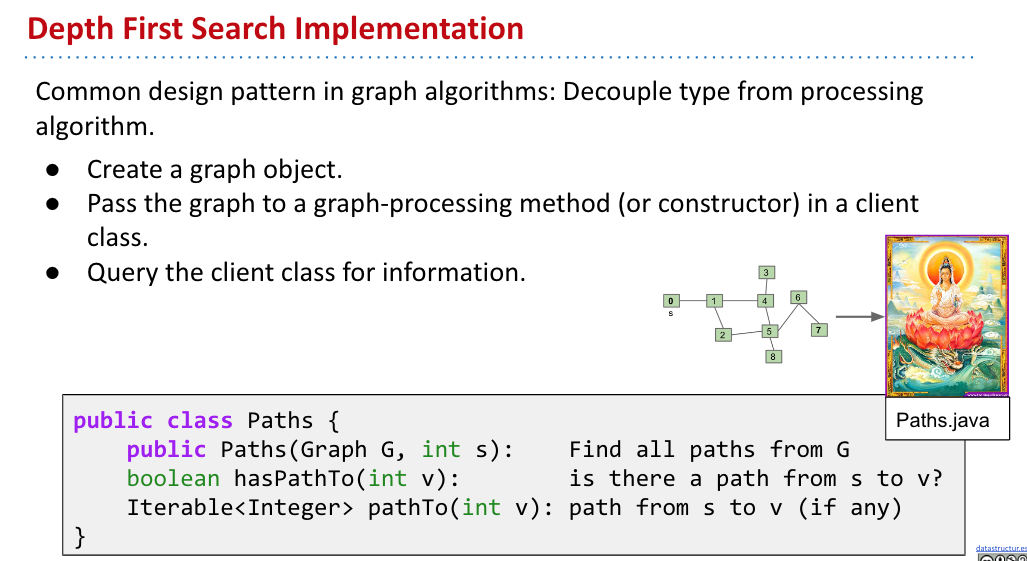 Depth First Search Implementation
Common design pattern in graph algorithms: Decouple type from processing
algorithm.
● Create a graph object.
● Pass the graph to a graph-processing method (or constructor) in a client
class.
● Query the client class for information.
3
0 1 4 6
s
2 5 7
8
Paths.java
public class Paths {
    public Paths(Graph G, int s):    Find all paths from G
    boolean hasPathTo(int v):        is there a path from s to v?
    Iterable<Integer> pathTo(int v): path from s to v (if any)
}
datastructur.es